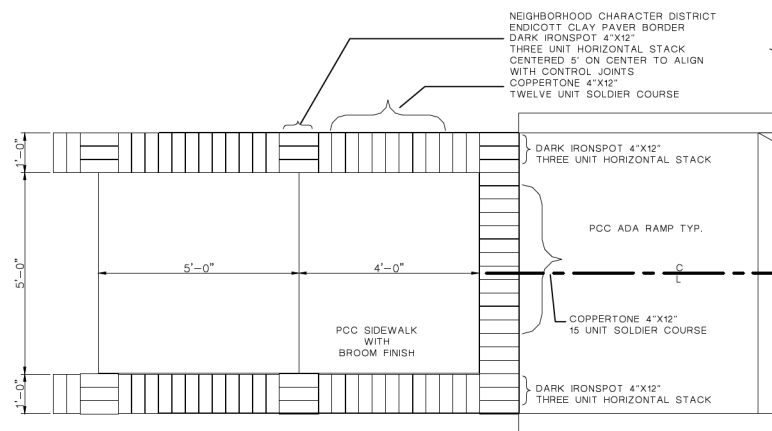 NEIGHBORHOOD CHARACTER DISTRICT
ENDICOTT CLAY PAVER BORDER
DARK IRONSPOT 4"X12"
THREE UNIT HORIZONTAL STACK
CENTERED 5' ON CENTER TO ALIGN
WITH CONTROL JOINTS
COPPERTONE 4"X12"
TWELVE UNIT SOLDIER COURSE
1'-0"
DARK IRONSPOT 4"X12"
THREE UNIT HORIZONTAL STACK
PCC ADA RAMP TYP.
5'-0"
5'-0"
4'-0"
C
L
COPPERTONE 4"X12"
15 UNIT SOLDIER COURSE
PCC SIDEWALK
WITH
BROOM FINISH
1'-0"
DARK IRONSPOT 4"X12"
THREE UNIT HORIZONTAL STACK